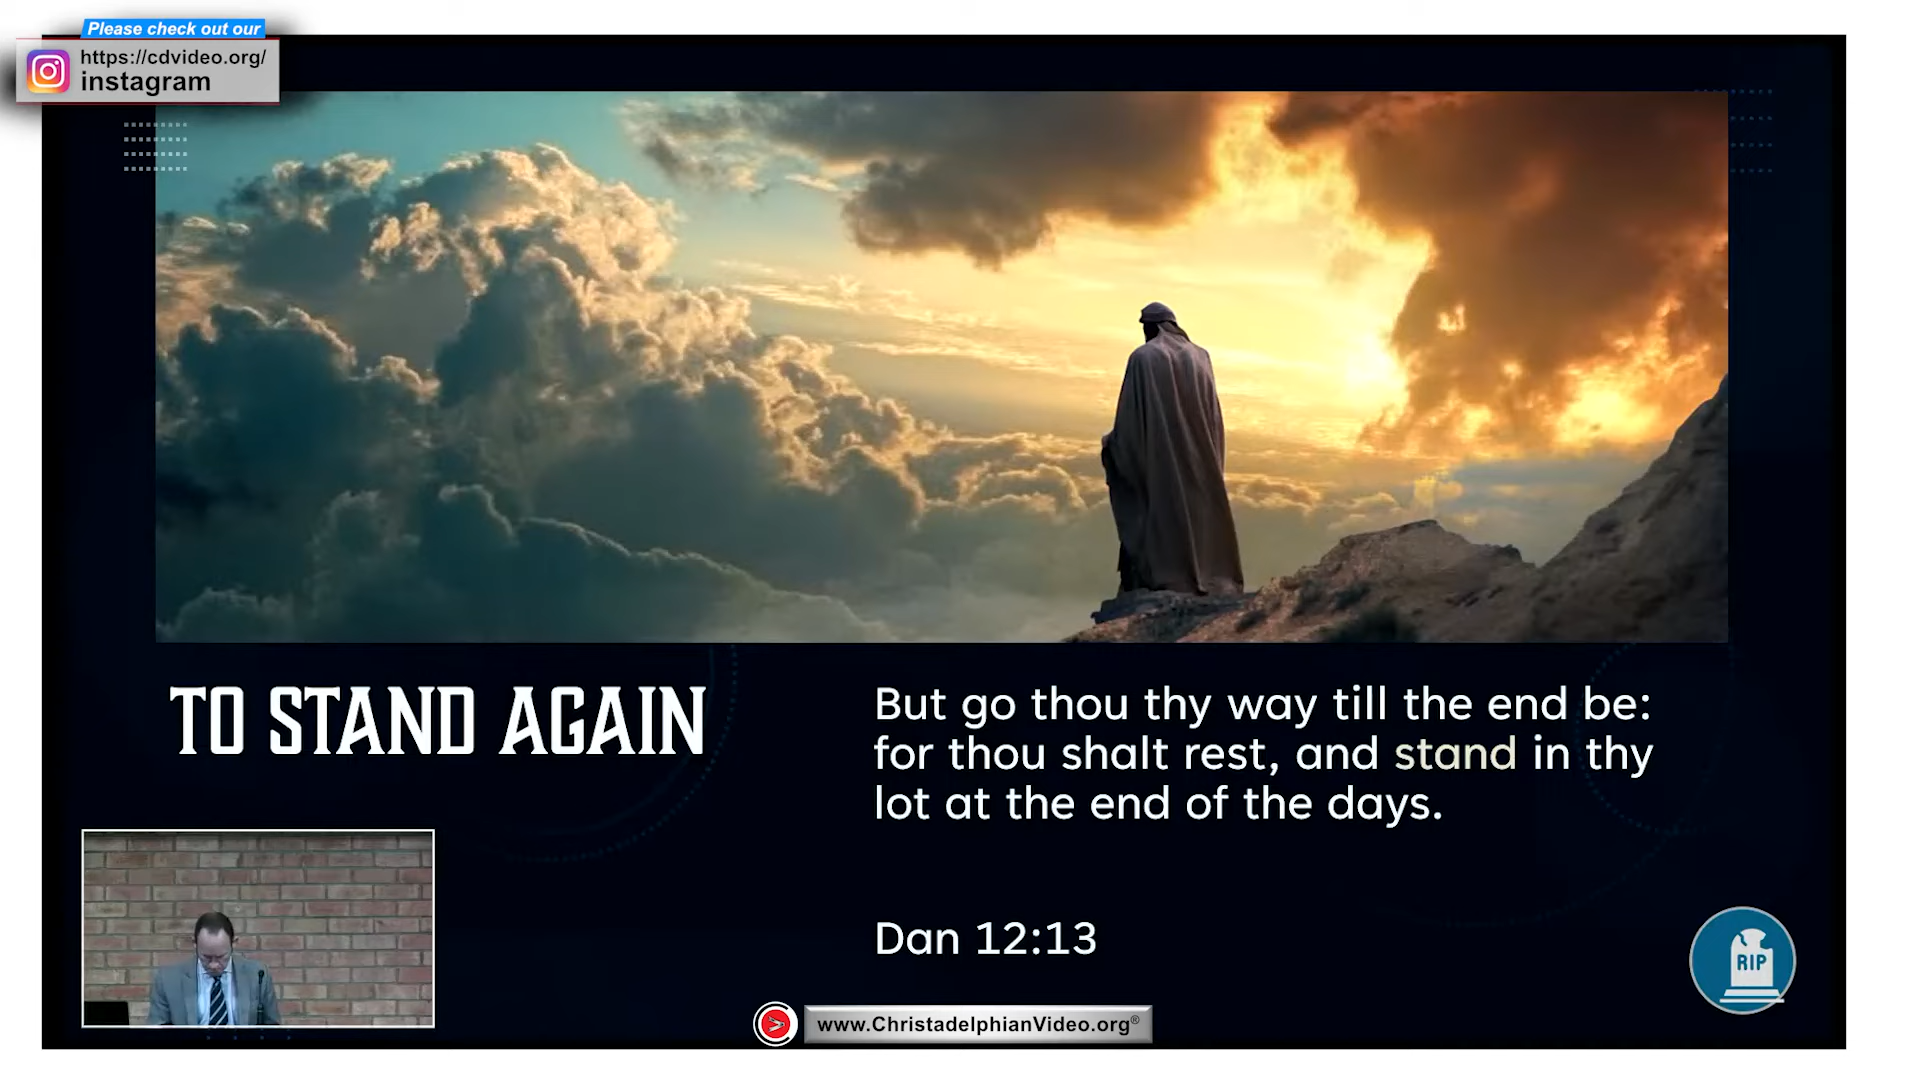 Please check out our
https://cdvideo.org/
instagram
TO STAND AGAIN
But go thou thy way till the end be:
for thou shalt rest, and stand in thy
lot at the end of the days.
Dan 12:13
RIP
www.ChristadelphianVideo.org®